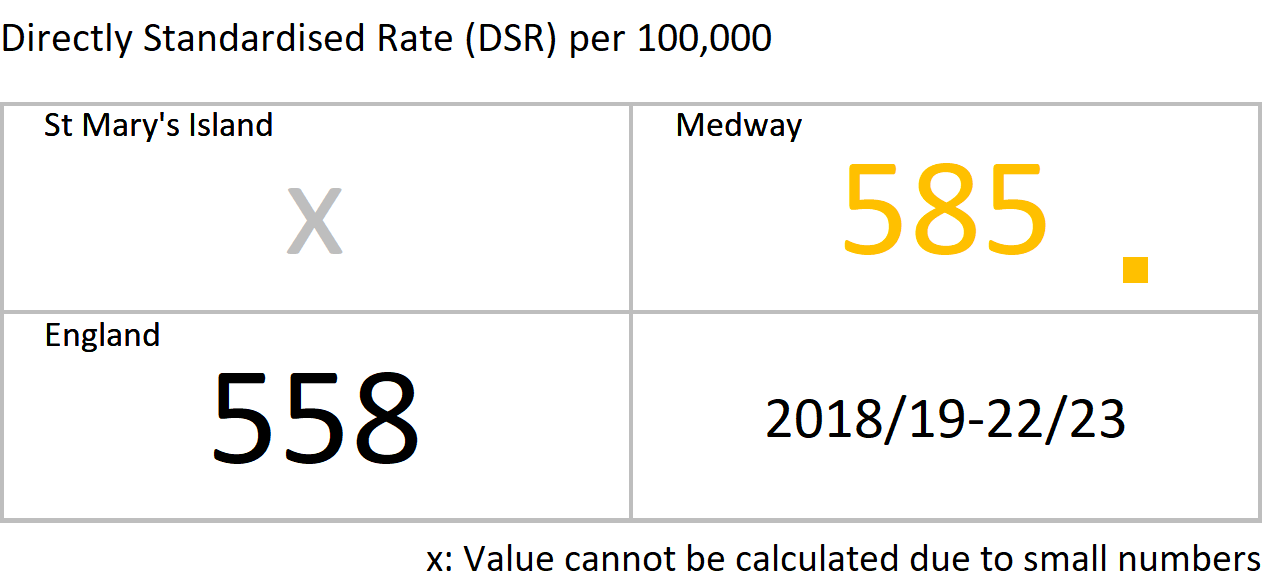 Directly Standardised Rate (DSR) per 100,000
St Mary's Island
x
Medway
585
England
558
2018/19-22/23
x: Value cannot be calculated due to small numbers